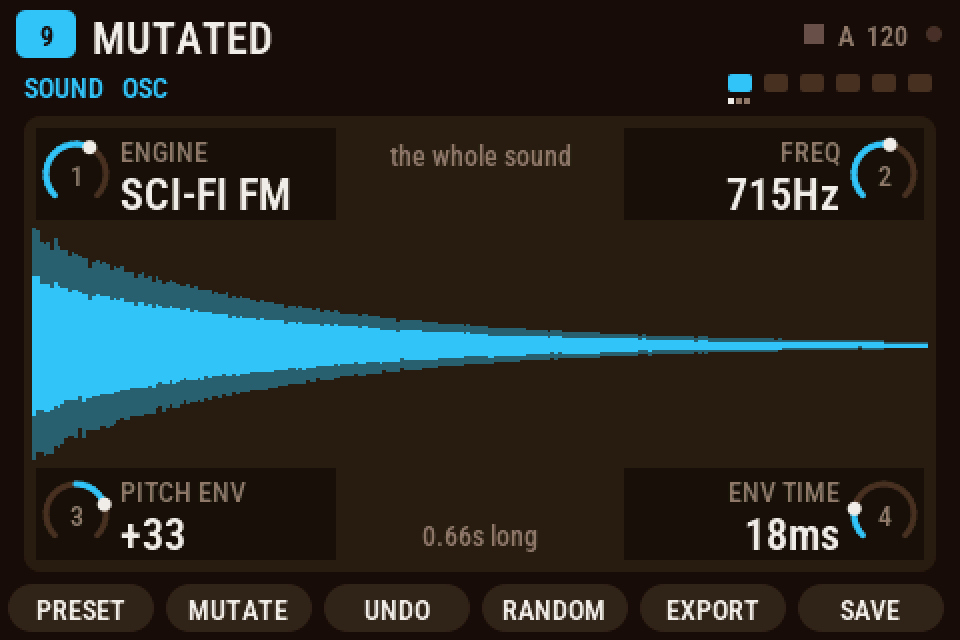 9 MUTATED A 120
SOUND OSC
1 ENGINE
SCI-FI FM
the whole sound
FREQ 2
715Hz
3 PITCH ENV
+33
0.66s long
ENV TIME 4
18ms
PRESET MUTATE UNDO RANDOM EXPORT SAVE